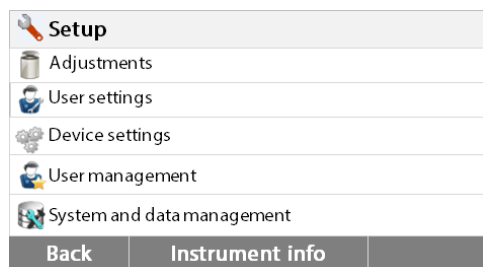 Setup
Adjustments
User settings
Device settings
User management
System and data management
Back Instrument info